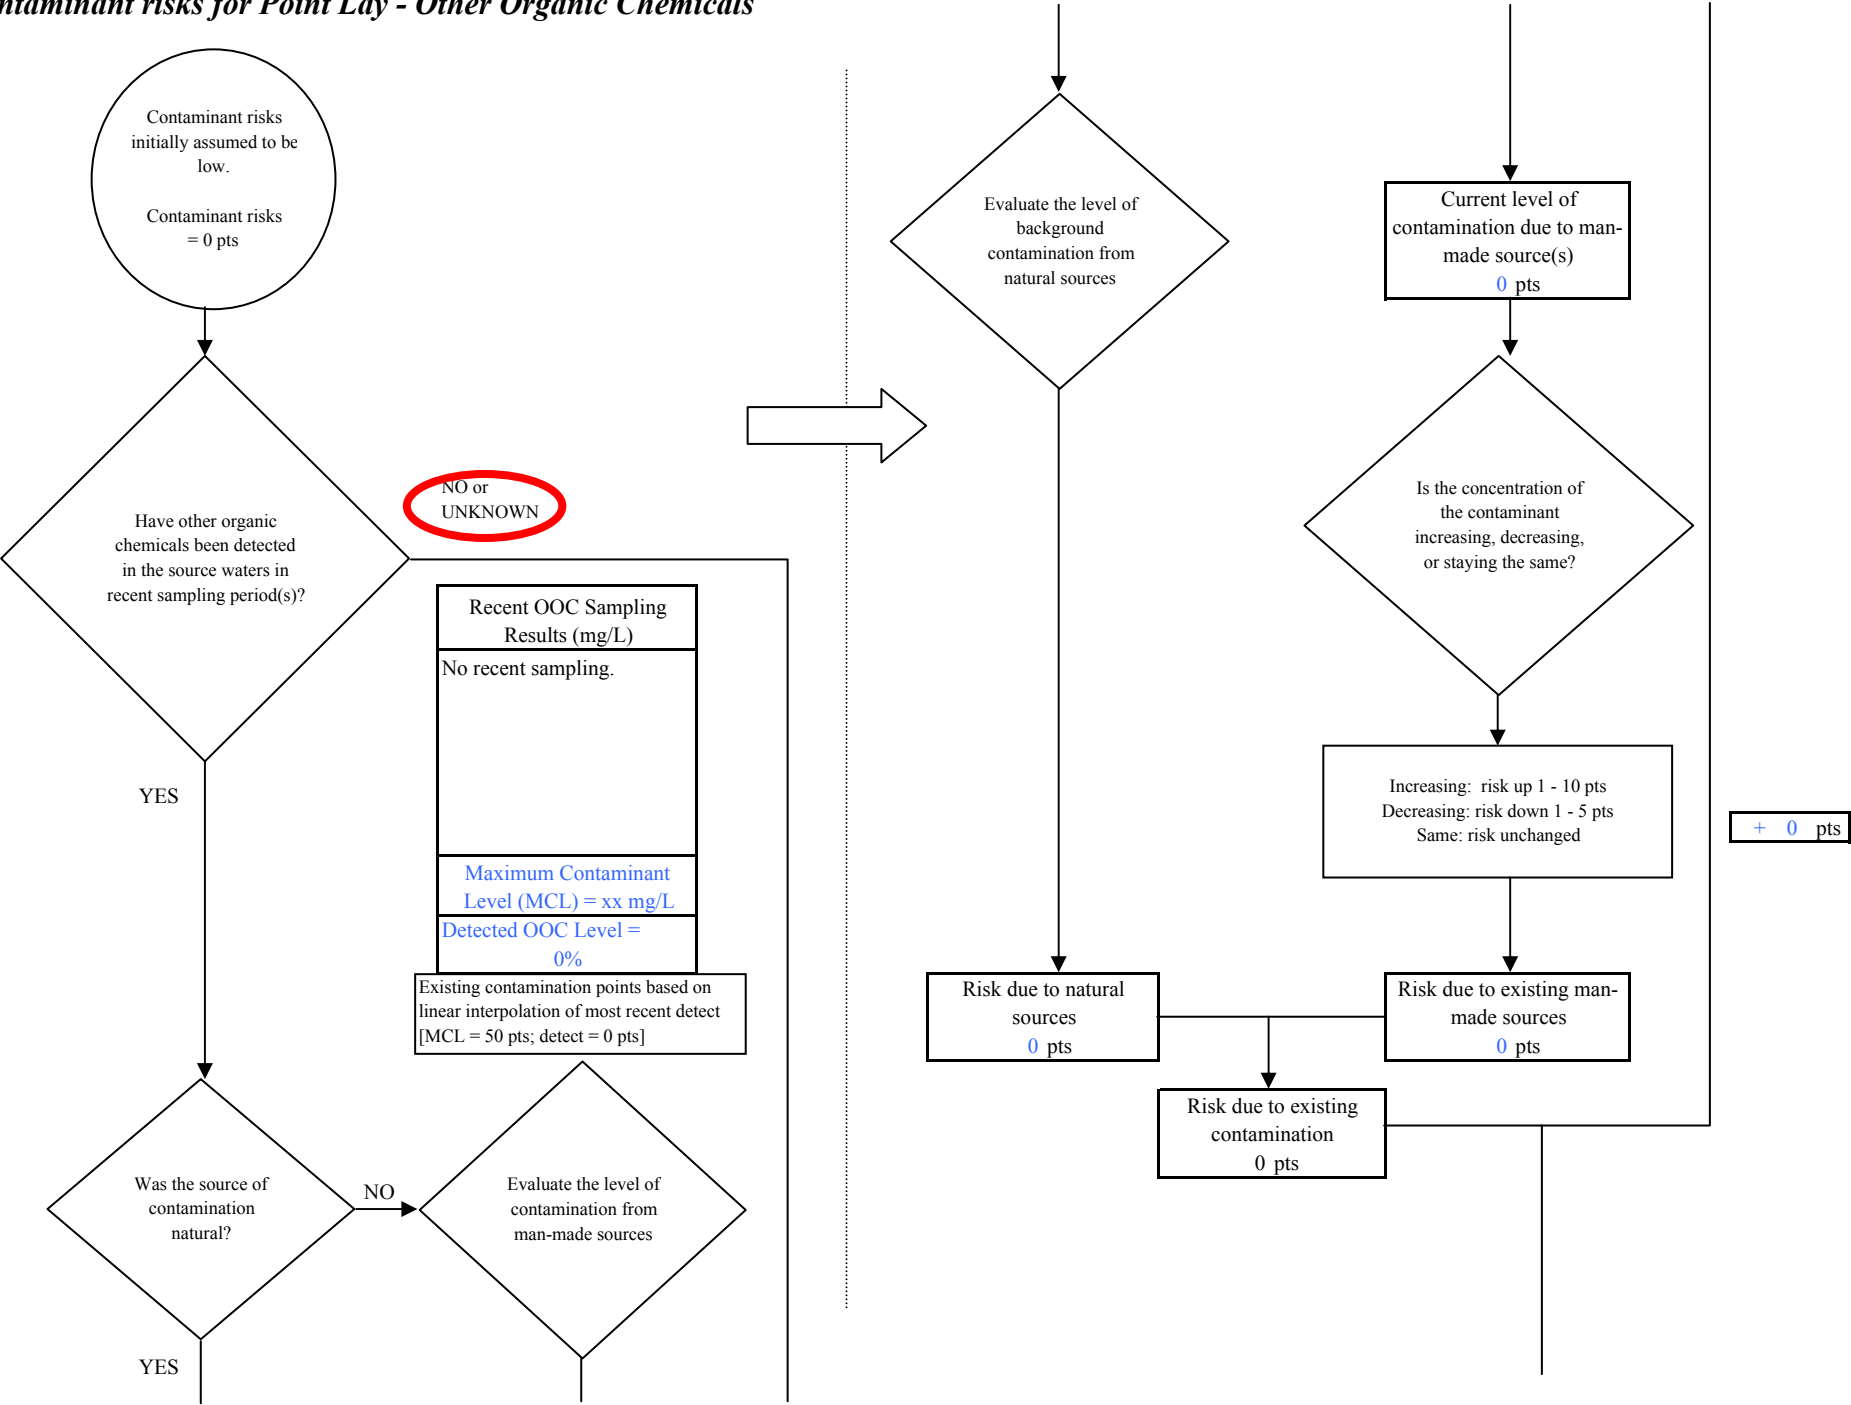 ntaminant risks for Point Lay - Other Organic Chemicals
Contaminant risks
initially assumed to be
low.
Contaminant risks
= 0 pts
NO or
UNKNOWN
Have other organic
chemicals been detected
in the source waters in
recent sampling period(s)?
Recent OOC Sampling
Results (mg/L)
No recent sampling.
YES
Maximum Contaminant
Level (MCL) = xx mg/L
Detected OOC Level =
0%
Existing contamination points based on
linear interpolation of most recent detect
[MCL = 50 pts; detect = 0 pts]
Was the source of
contamination
natural?
NO
Evaluate the level of
contamination from
man-made sources
YES
Evaluate the level of
background
contamination from
natural sources
Current level of
contamination due to man-
made source(s)
0 pts
Is the concentration of
the contaminant
increasing, decreasing,
or staying the same?
Increasing: risk up 1 - 10 pts
Decreasing: risk down 1 - 5 pts
Same: risk unchanged
+ 0 pts
Risk due to natural
sources
0 pts
Risk due to existing man-
made sources
0 pts
Risk due to existing
contamination
0 pts